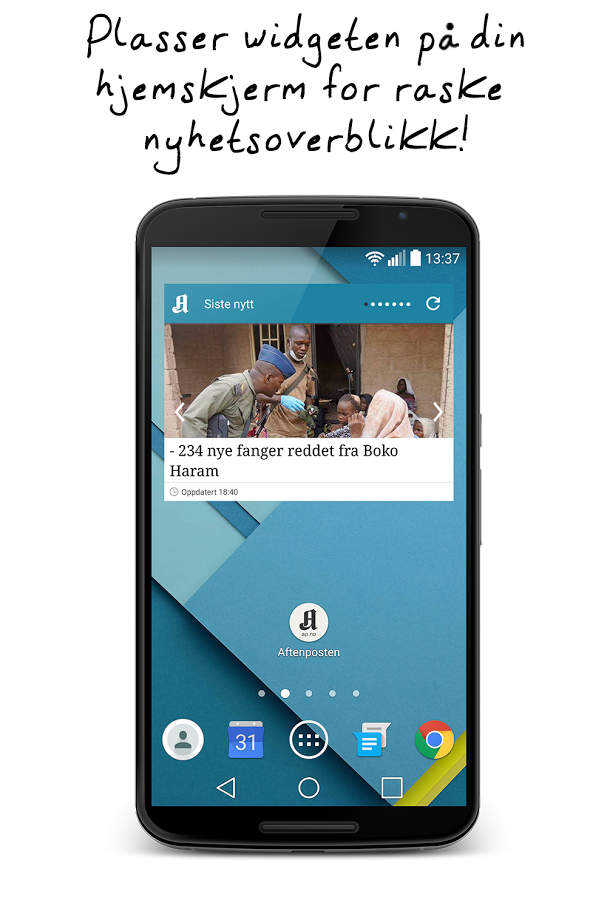 Plasser widgeten på din
hjemskjerm for raske
nyhetsoverblikk!
13:37
Siste nytt
- 234 nye fanger reddet fra Boko
Haram
Oppdatert 18:40
A
ap.no
Aftenposten
31